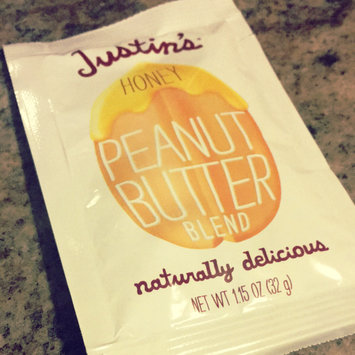 Justin's
HONEY
PEANUT
BUTTER
BLEND
naturally delicious
NET WT 1.15 OZ (32 g)